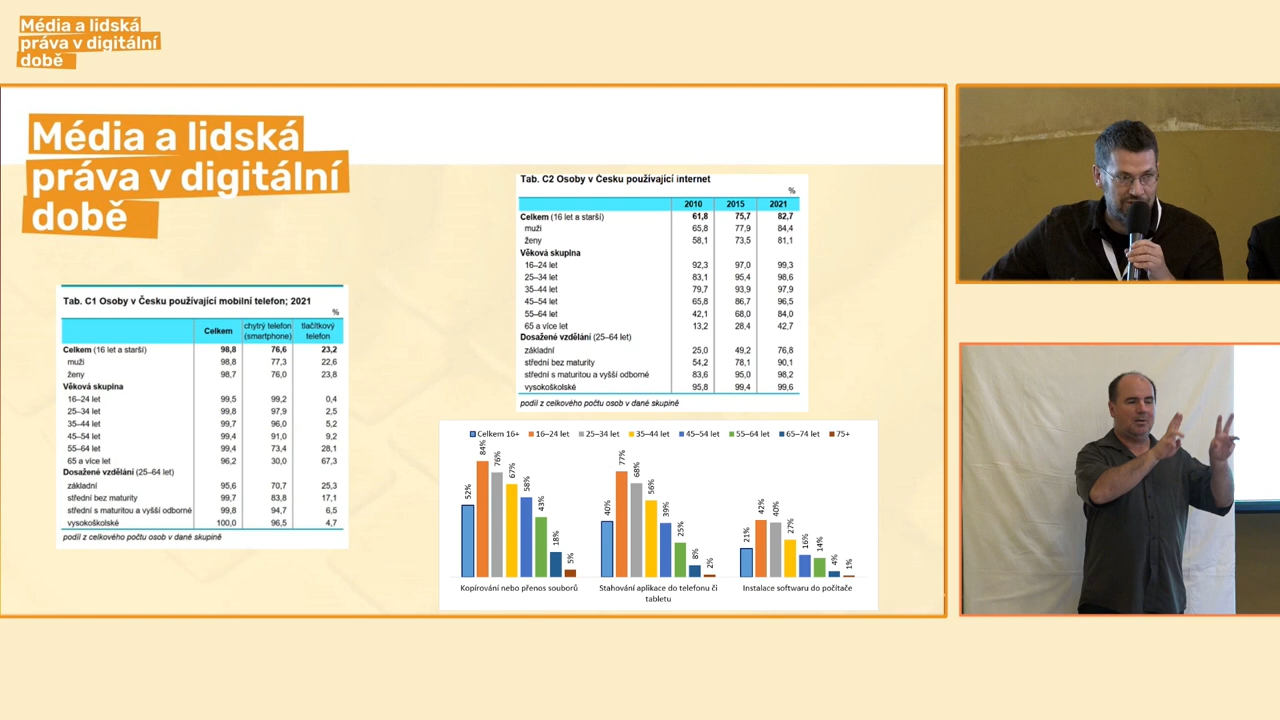 Média a lidská
práva v digitální
době
Média a lidská
práva v digitální
době
Tab. C1 Osoby v Česku používající mobilní telefon; 2021
%
Celkem chytrý telefon (smartphone) tlačítkový telefon
Celkem (16 let a starší) 98,8 76,6 23,2
muži 98,8 77,3 22,6
ženy 98,7 76,0 23,8
Věková skupina
16–24 let 99,5 99,2 0,4
25–34 let 99,8 97,9 2,5
35–44 let 99,7 96,0 5,2
45–54 let 99,4 91,0 9,2
55–64 let 99,4 73,4 28,1
65 a více let 96,2 30,0 67,3
Dosažené vzdělání (25–64 let)
základní 95,6 70,7 25,3
střední bez maturity 99,7 83,8 17,1
střední s maturitou a vyšší odborné 99,8 94,7 6,5
vysokoškolské 100,0 96,5 4,7
podíl z celkového počtu osob v dané skupině
Tab. C2 Osoby v Česku používající internet
%
2010 2015 2021
Celkem (16 let a starší) 61,8 75,7 82,7
muži 65,8 77,9 84,4
ženy 58,1 73,5 81,1
Věková skupina
16–24 let 92,3 97,0 99,3
25–34 let 83,1 95,4 98,6
35–44 let 79,7 93,9 97,9
45–54 let 65,8 86,7 96,5
55–64 let 42,1 68,0 84,0
65 a více let 13,2 28,4 42,7
Dosažené vzdělání (25–64 let)
základní 25,0 49,2 76,8
střední bez maturity 54,2 78,1 90,1
střední s maturitou a vyšší odborné 83,6 95,0 98,2
vysokoškolské 95,8 99,4 99,6
podíl z celkového počtu osob v dané skupině
Celkem 16+ 16–24 let 25–34 let 35–44 let 45–54 let 55–64 let 65–74 let 75+
52% 84% 76% 67% 58% 43% 18% 5%
40% 77% 68% 56% 39% 25% 8% 2%
21% 42% 40% 27% 16% 14% 4% 1%
Kopírování nebo přenos souborů
Stahování aplikace do telefonu či
tabletu
Instalace softwaru do počítače